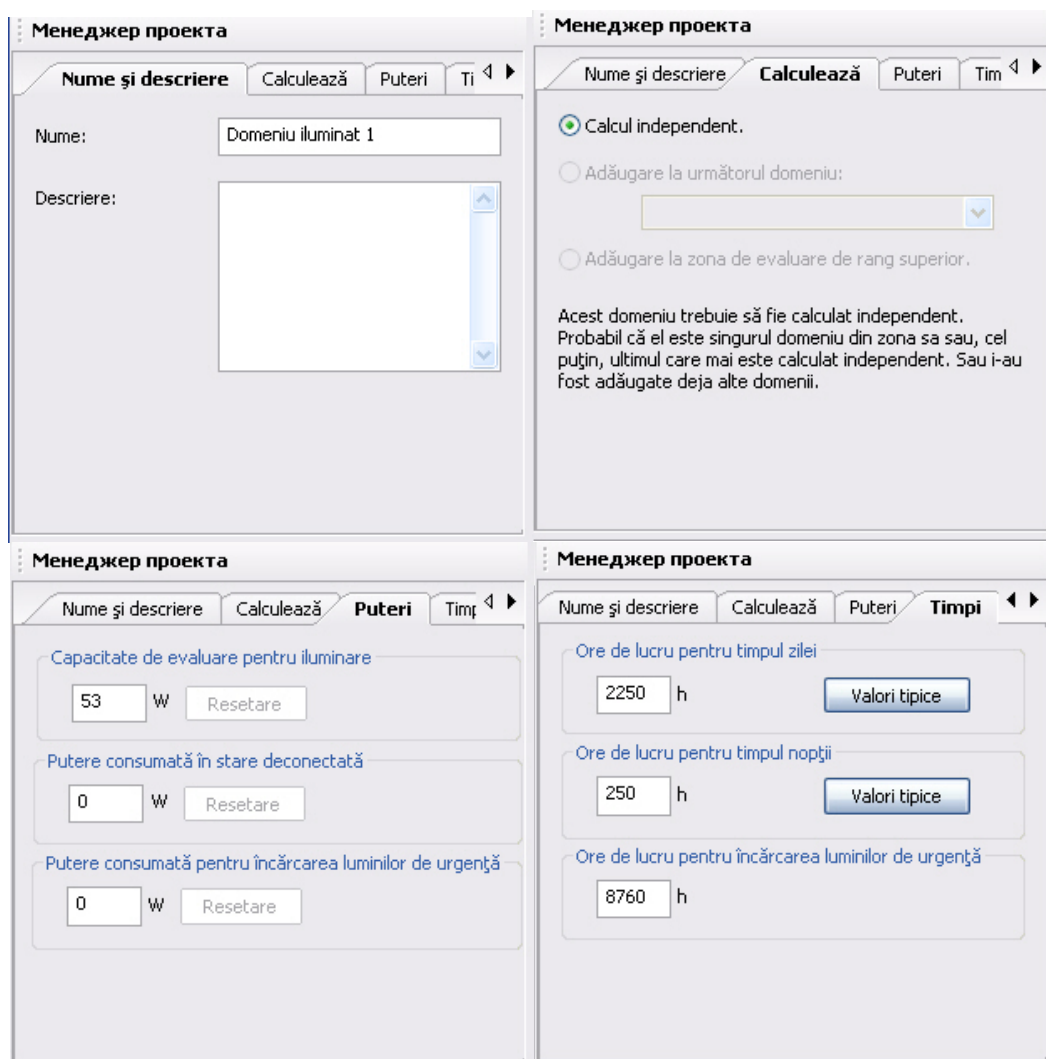 Менеджер проекта
Nume şi descriere Calculează Puteri Ti
Nume: Domeniu iluminat 1
Descriere:
Менеджер проекта
Nume şi descriere Calculează Puteri Tim
Calcul independent.
Adăugare la următorul domeniu:
Adăugare la zona de evaluare de rang superior.
Acest domeniu trebuie să fie calculat independent.
Probabil că el este singurul domeniu din zona sa sau, cel
puţin, ultimul care mai este calculat independent. Sau i-au
fost adăugate deja alte domenii.
Менеджер проекта
Nume şi descriere Calculează Puteri Timp
Capacitate de evaluare pentru iluminare
53 W Resetare
Putere consumată în stare deconectată
0 W Resetare
Putere consumată pentru încărcarea luminilor de urgenţă
0 W Resetare
Менеджер проекта
Nume şi descriere Calculează Puteri Timpi
Ore de lucru pentru timpul zilei
2250 h Valori tipice
Ore de lucru pentru timpul nopţii
250 h Valori tipice
Ore de lucru pentru încărcarea luminilor de urgenţă
8760 h